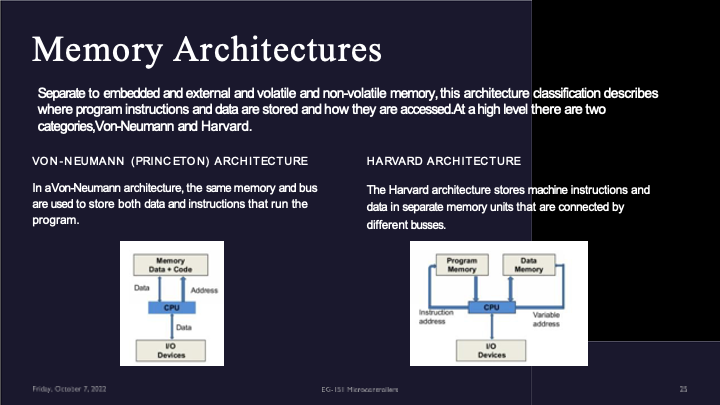 Memory Architectures
Separate to embedded and external and volatile and non-volatile memory, this architecture classification describes
where program instructions and data are stored and how they are accessed.At a high level there are two
categories,Von-Neumann and Harvard.
VON-NEUMANN (PRINCETON) ARCHITECTURE
In aVon-Neumann architecture, the same memory and bus
are used to store both data and instructions that run the
program.
Memory
Data + Code
Data
Address
CPU
Data
I/O
Devices
HARVARD ARCHITECTURE
The Harvard architecture stores machine instructions and
data in separate memory units that are connected by
different busses.
Program
Memory
Data
Memory
CPU
Instruction
address
Variable
address
I/O
Devices
Friday, October 7, 2022
EG-151 Microcontrollers
25